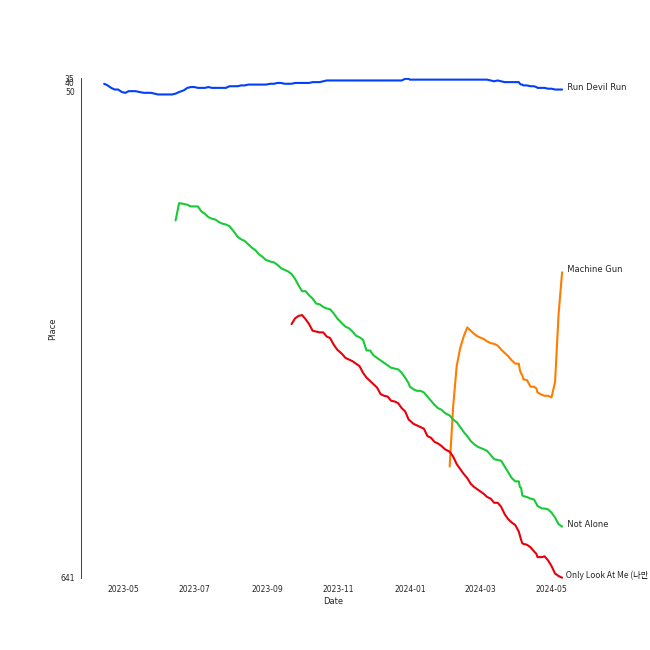 35
40
50
641
Place
Run Devil Run
Machine Gun
Not Alone
Only Look At Me (나만
2023-05
2023-07
2023-09
2023-11
2024-01
2024-03
2024-05
Date